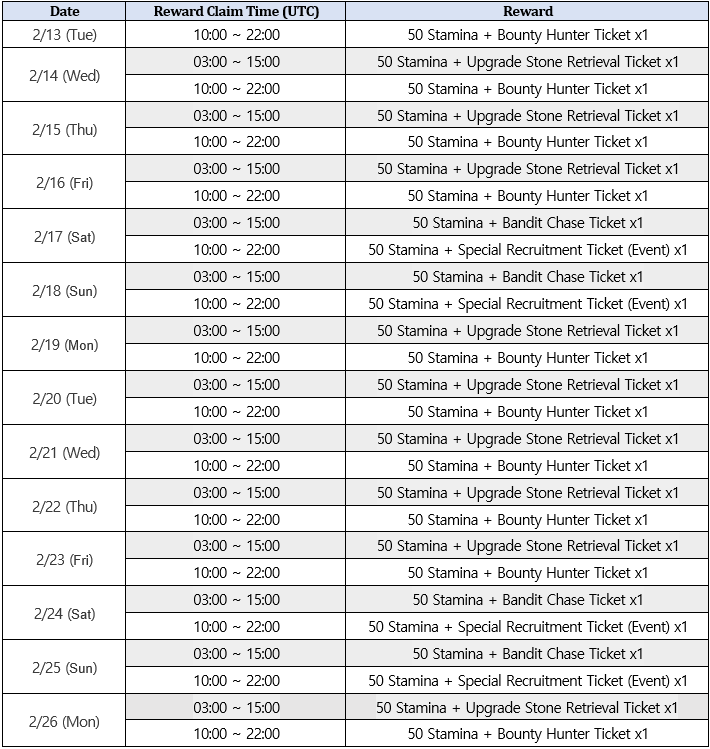 Date Reward Claim Time (UTC) Reward
2/13 (Tue) 10:00 ~ 22:00 50 Stamina + Bounty Hunter Ticket x1
2/14 (Wed) 03:00 ~ 15:00 50 Stamina + Upgrade Stone Retrieval Ticket x1
10:00 ~ 22:00 50 Stamina + Bounty Hunter Ticket x1
2/15 (Thu) 03:00 ~ 15:00 50 Stamina + Upgrade Stone Retrieval Ticket x1
10:00 ~ 22:00 50 Stamina + Bounty Hunter Ticket x1
2/16 (Fri) 03:00 ~ 15:00 50 Stamina + Upgrade Stone Retrieval Ticket x1
10:00 ~ 22:00 50 Stamina + Bounty Hunter Ticket x1
2/17 (Sat) 03:00 ~ 15:00 50 Stamina + Bandit Chase Ticket x1
10:00 ~ 22:00 50 Stamina + Special Recruitment Ticket (Event) x1
2/18 (Sun) 03:00 ~ 15:00 50 Stamina + Bandit Chase Ticket x1
10:00 ~ 22:00 50 Stamina + Special Recruitment Ticket (Event) x1
2/19 (Mon) 03:00 ~ 15:00 50 Stamina + Upgrade Stone Retrieval Ticket x1
10:00 ~ 22:00 50 Stamina + Bounty Hunter Ticket x1
2/20 (Tue) 03:00 ~ 15:00 50 Stamina + Upgrade Stone Retrieval Ticket x1
10:00 ~ 22:00 50 Stamina + Bounty Hunter Ticket x1
2/21 (Wed) 03:00 ~ 15:00 50 Stamina + Upgrade Stone Retrieval Ticket x1
10:00 ~ 22:00 50 Stamina + Bounty Hunter Ticket x1
2/22 (Thu) 03:00 ~ 15:00 50 Stamina + Upgrade Stone Retrieval Ticket x1
10:00 ~ 22:00 50 Stamina + Bounty Hunter Ticket x1
2/23 (Fri) 03:00 ~ 15:00 50 Stamina + Upgrade Stone Retrieval Ticket x1
10:00 ~ 22:00 50 Stamina + Bounty Hunter Ticket x1
2/24 (Sat) 03:00 ~ 15:00 50 Stamina + Bandit Chase Ticket x1
10:00 ~ 22:00 50 Stamina + Special Recruitment Ticket (Event) x1
2/25 (Sun) 03:00 ~ 15:00 50 Stamina + Bandit Chase Ticket x1
10:00 ~ 22:00 50 Stamina + Special Recruitment Ticket (Event) x1
2/26 (Mon) 03:00 ~ 15:00 50 Stamina + Upgrade Stone Retrieval Ticket x1
10:00 ~ 22:00 50 Stamina + Bounty Hunter Ticket x1